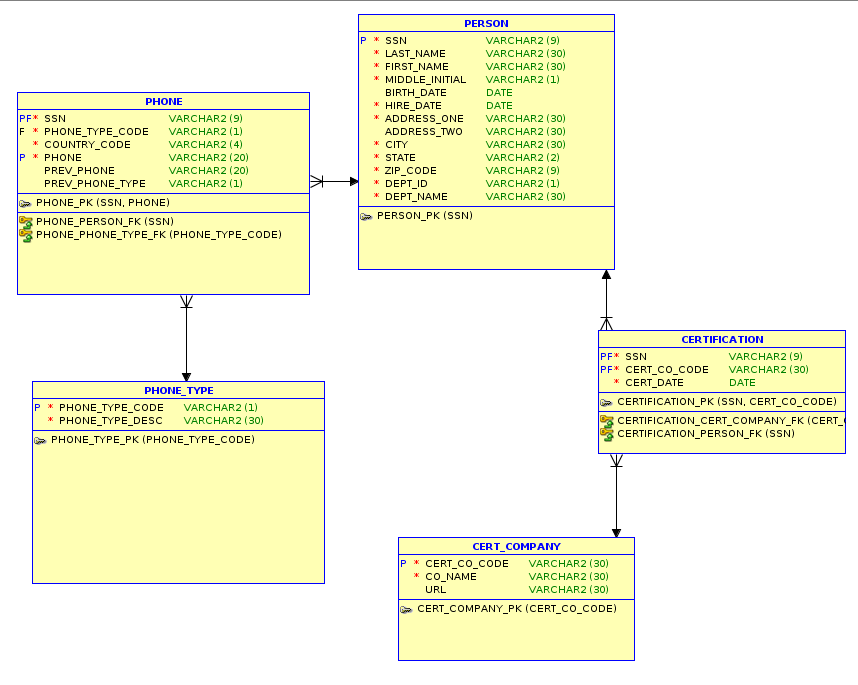 PERSON
P * SSN VARCHAR2 (9)
* LAST_NAME VARCHAR2 (30)
* FIRST_NAME VARCHAR2 (30)
* MIDDLE_INITIAL VARCHAR2 (1)
BIRTH_DATE DATE
* HIRE_DATE DATE
* ADDRESS_ONE VARCHAR2 (30)
ADDRESS_TWO VARCHAR2 (30)
* CITY VARCHAR2 (30)
* STATE VARCHAR2 (2)
* ZIP_CODE VARCHAR2 (9)
* DEPT_ID VARCHAR2 (1)
* DEPT_NAME VARCHAR2 (30)
PERSON_PK (SSN)
PHONE
PF* SSN VARCHAR2 (9)
F * PHONE_TYPE_CODE VARCHAR2 (1)
* COUNTRY_CODE VARCHAR2 (4)
P * PHONE VARCHAR2 (20)
PREV_PHONE VARCHAR2 (20)
PREV_PHONE_TYPE VARCHAR2 (1)
PHONE_PK (SSN, PHONE)
PHONE_PERSON_FK (SSN)
PHONE_PHONE_TYPE_FK (PHONE_TYPE_CODE)
CERTIFICATION
PF* SSN VARCHAR2 (9)
PF* CERT_CO_CODE VARCHAR2 (30)
* CERT_DATE DATE
CERTIFICATION_PK (SSN, CERT_CO_CODE)
CERTIFICATION_CERT_COMPANY_FK (CERT_
CERTIFICATION_PERSON_FK (SSN)
PHONE_TYPE
P * PHONE_TYPE_CODE VARCHAR2 (1)
* PHONE_TYPE_DESC VARCHAR2 (30)
PHONE_TYPE_PK (PHONE_TYPE_CODE)
CERT_COMPANY
P * CERT_CO_CODE VARCHAR2 (30)
* CO_NAME VARCHAR2 (30)
URL VARCHAR2 (30)
CERT_COMPANY_PK (CERT_CO_CODE)